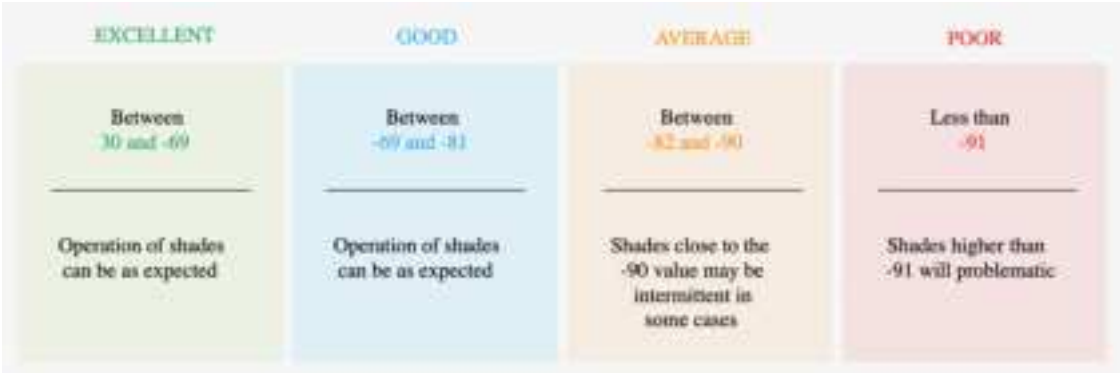 EXCELLENT
Between
30 and -69
Operation of shades
can be as expected
GOOD
Between
-69 and -81
Operation of shades
can be as expected
AVERAGE
Between
-82 and -90
Shades close to the
-90 value may be
intermittent in
some cases
POOR
Less than
-91
Shades higher than
-91 will problematic